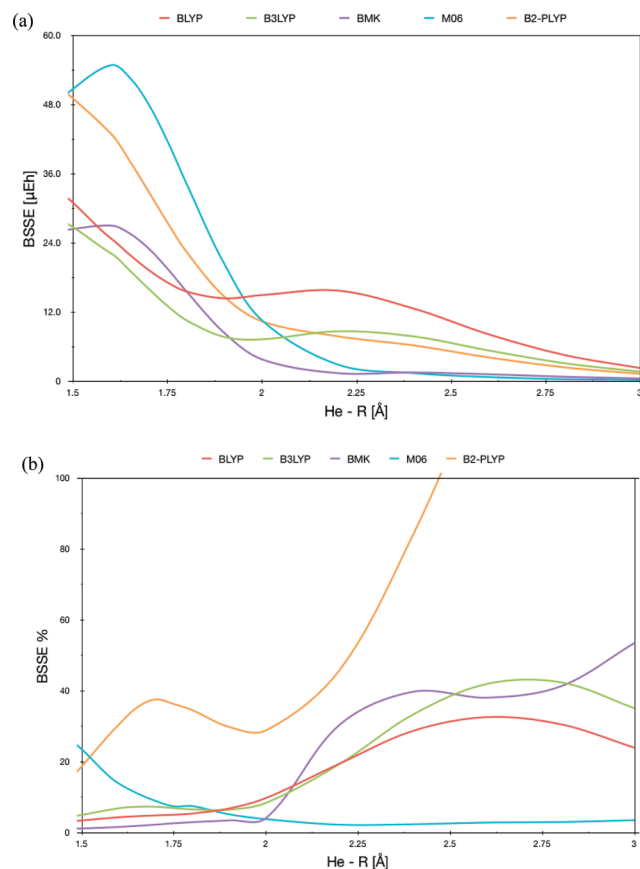 (a)
BLYP B3LYP BMK M06 B2-PLYP
60.0
48.0
36.0
24.0
12.0
0
BSSE [µEh]
1.5 1.75 2 2.25 2.5 2.75 3
He - R [Å]
(b)
BLYP B3LYP BMK M06 B2-PLYP
100
80
60
40
20
0
BSSE %
1.5 1.75 2 2.25 2.5 2.75 3
He - R [Å]